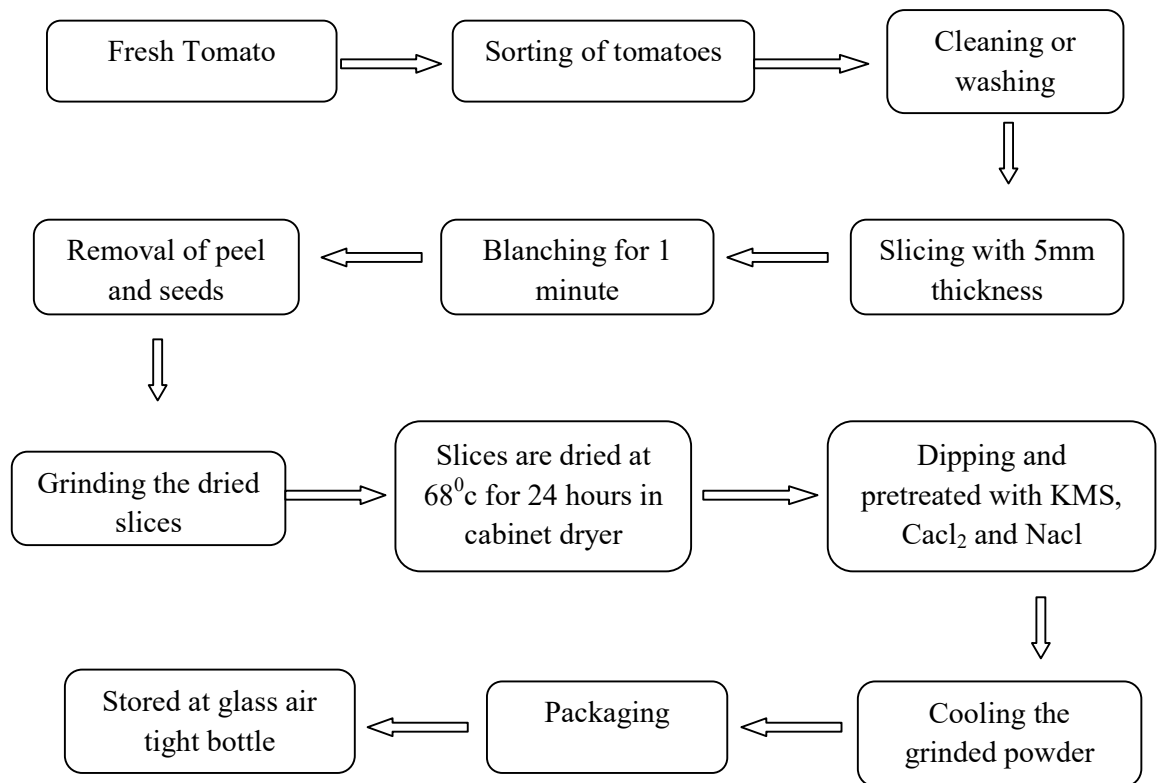 Fresh Tomato
Sorting of tomatoes
Cleaning or
washing
Slicing with 5mm
thickness
Blanching for 1
minute
Removal of peel
and seeds
Grinding the dried
slices
Slices are dried at
68⁰c for 24 hours in
cabinet dryer
Dipping and
pretreated with KMS,
Cacl₂ and Nacl
Cooling the
grinded powder
Packaging
Stored at glass air
tight bottle